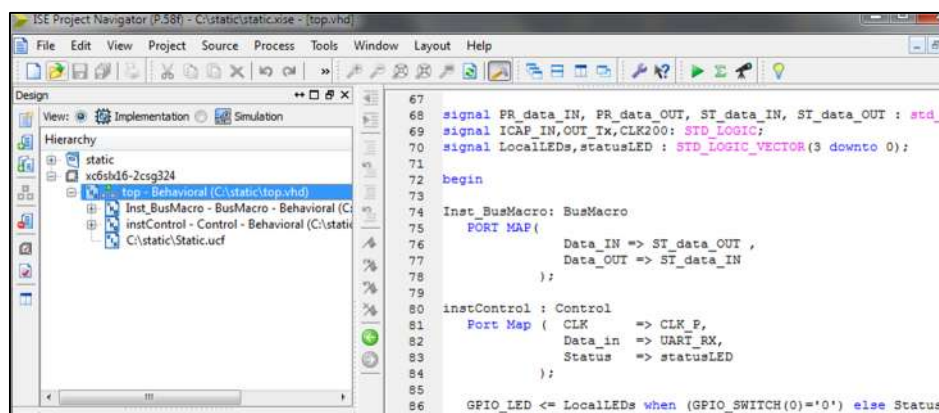 ISE Project Navigator (P.58f) - C:\static\static.xise - [top.vhd]
File Edit View Project Source Process Tools Window Layout Help
Design
View: Implementation Simulation
Hierarchy
static
xc6slx16-2csg324
top - Behavioral (C:\static\top.vhd)
Inst_BusMacro - BusMacro - Behavioral (C:
instControl - Control - Behavioral (C:\static
C:\static\Static.ucf
67
68 signal PR_data_IN, PR_data_OUT, ST_data_IN, ST_data_OUT : std_
69 signal ICAP_IN,OUT_Tx,CLK200: STD_LOGIC;
70 signal LocalLEDs,statusLED : STD_LOGIC_VECTOR(3 downto 0);
71
72 begin
73
74 Inst_BusMacro: BusMacro
75 PORT MAP(
76 Data_IN => ST_data_OUT ,
77 Data_OUT => ST_data_IN
78 );
79
80 instControl : Control
81 Port Map ( CLK => CLK_P,
82 Data_in => UART_RX,
83 Status => statusLED
84 );
85
86 GPIO_LED <= LocalLEDs when (GPIO_SWITCH(0)='0') else Status